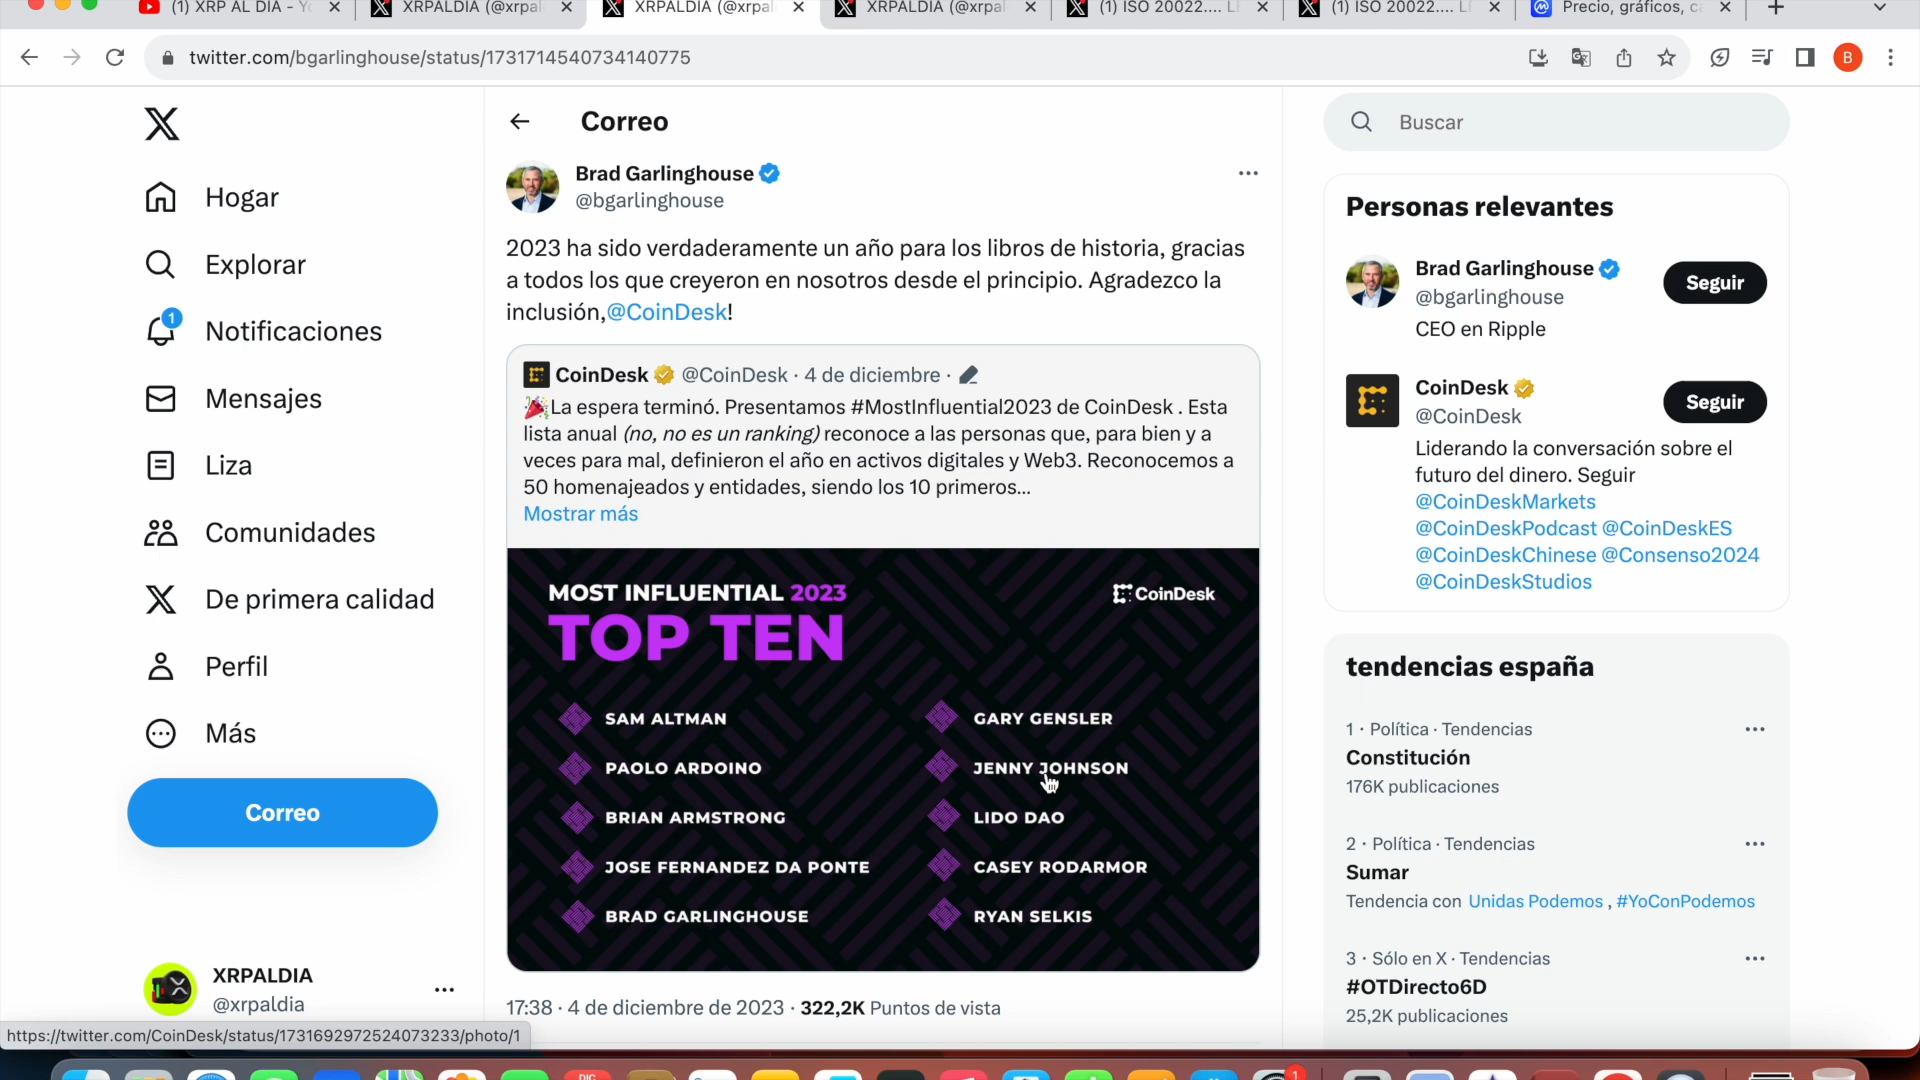 (1) XRP AL DIA - Yo
XRPALDIA (@xrpal
XRPALDIA (@xrpal
XRPALDIA (@xrpal
(1) ISO 20022....
(1) ISO 20022....
Precio, gráficos,
twitter.com/bgarlinghouse/status/1731714540734140775
B
Hogar
Explorar
1
Notificaciones
Mensajes
Liza
Comunidades
De primera calidad
Perfil
Más
Correo
XRPALDIA
@xrpaldia
Correo
Brad Garlinghouse
@bgarlinghouse
2023 ha sido verdaderamente un año para los libros de historia, gracias
a todos los que creyeron en nosotros desde el principio. Agradezco la
inclusión,@CoinDesk!
CoinDesk @CoinDesk · 4 de diciembre ·
La espera terminó. Presentamos #MostInfluential2023 de CoinDesk . Esta
lista anual (no, no es un ranking) reconoce a las personas que, para bien y a
veces para mal, definieron el año en activos digitales y Web3. Reconocemos a
50 homenajeados y entidades, siendo los 10 primeros...
Mostrar más
MOST INFLUENTIAL 2023
TOP TEN
CoinDesk
SAM ALTMAN
PAOLO ARDOINO
BRIAN ARMSTRONG
JOSE FERNANDEZ DA PONTE
BRAD GARLINGHOUSE
GARY GENSLER
JENNY JOHNSON
LIDO DAO
CASEY RODARMOR
RYAN SELKIS
17:38 · 4 de diciembre de 2023 · 322,2K Puntos de vista
Buscar
Personas relevantes
Brad Garlinghouse
@bgarlinghouse
Seguir
CEO en Ripple
CoinDesk
@CoinDesk
Seguir
Liderando la conversación sobre el
futuro del dinero. Seguir
@CoinDeskMarkets
@CoinDeskPodcast @CoinDeskES
@CoinDeskChinese @Consenso2024
@CoinDeskStudios
tendencias españa
1 · Política · Tendencias
Constitución
176K publicaciones
2 · Política · Tendencias
Sumar
Tendencia con Unidas Podemos , #YoConPodemos
3 · Sólo en X · Tendencias
#OTDirecto6D
25,2K publicaciones
https://twitter.com/CoinDesk/status/1731692972524073233/photo/1
DIC
1